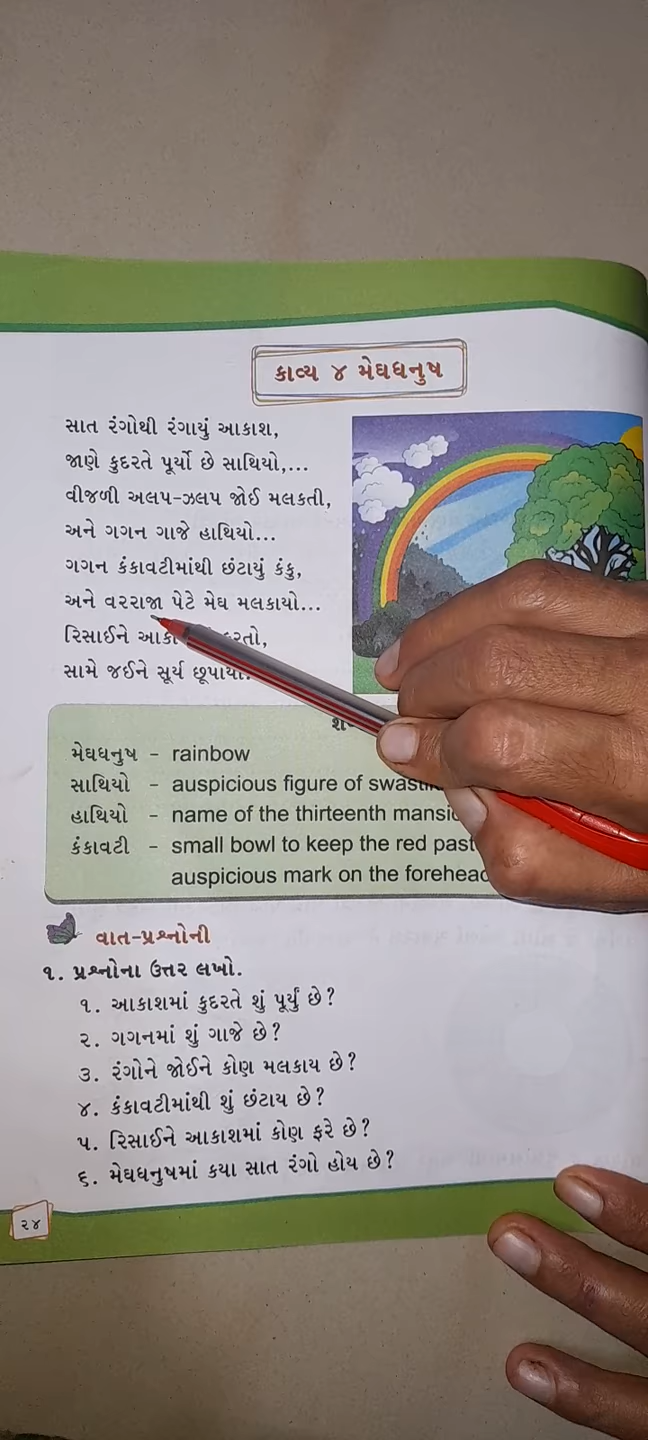 કાવ્ય ૪ મેઘધનુષ
સાત રંગોથી રંગાયું આકાશ,
જાણે કુદરતે પૂર્યો છે સાથિયો,...
વીજળી અલપ-ઝલપ જોઈ મલકતી,
અને ગગન ગાજે હાથિયો...
ગગન કંકાવટીમાંથી છંટાયું કંકુ,
અને વરરાજા પેટે મેઘ મલકાયો...
રિસાઈને
સામે જઈને સૂર્ય છૂપાયો.
મેઘધનુષ – rainbow
સાથિયો – auspicious figure of
હાથિયો – name of the thirteenth
કંકાવટી – small bowl to keep the red
auspicious mark on the
વાત-પ્રશ્નોની
૧. પ્રશ્નોના ઉત્તર લખો.
૧. આકાશમાં કુદરતે શું પૂર્યું છે?
૨. ગગનમાં શું ગાજે છે?
૩. રંગોને જોઈને કોણ મલકાય છે?
૪. કંકાવટીમાંથી શું છંટાય છે?
૫. રિસાઈને આકાશમાં કોણ ફરે છે?
૬. મેઘધનુષમાં કયા સાત રંગો હોય છે?
૨૪